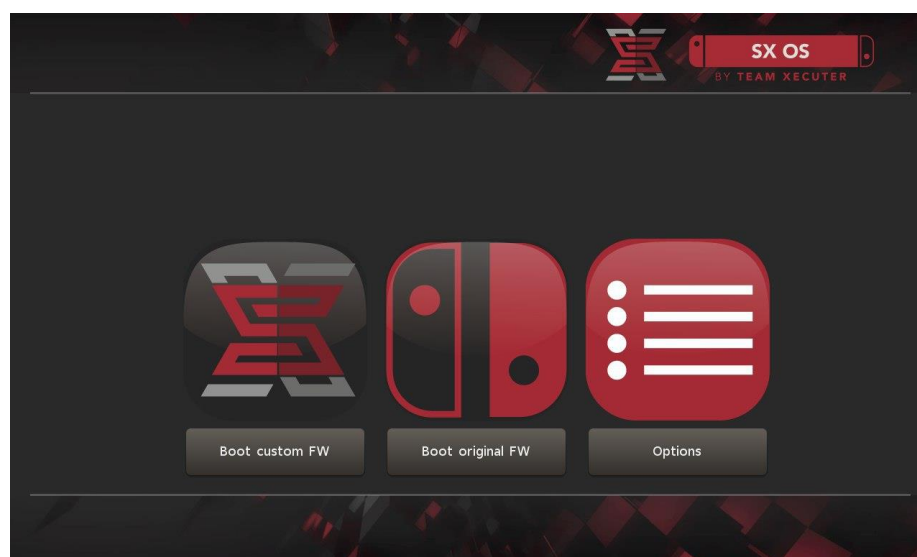 SX OS
BY TEAM XECUTER
Boot custom FW
Boot original FW
Options